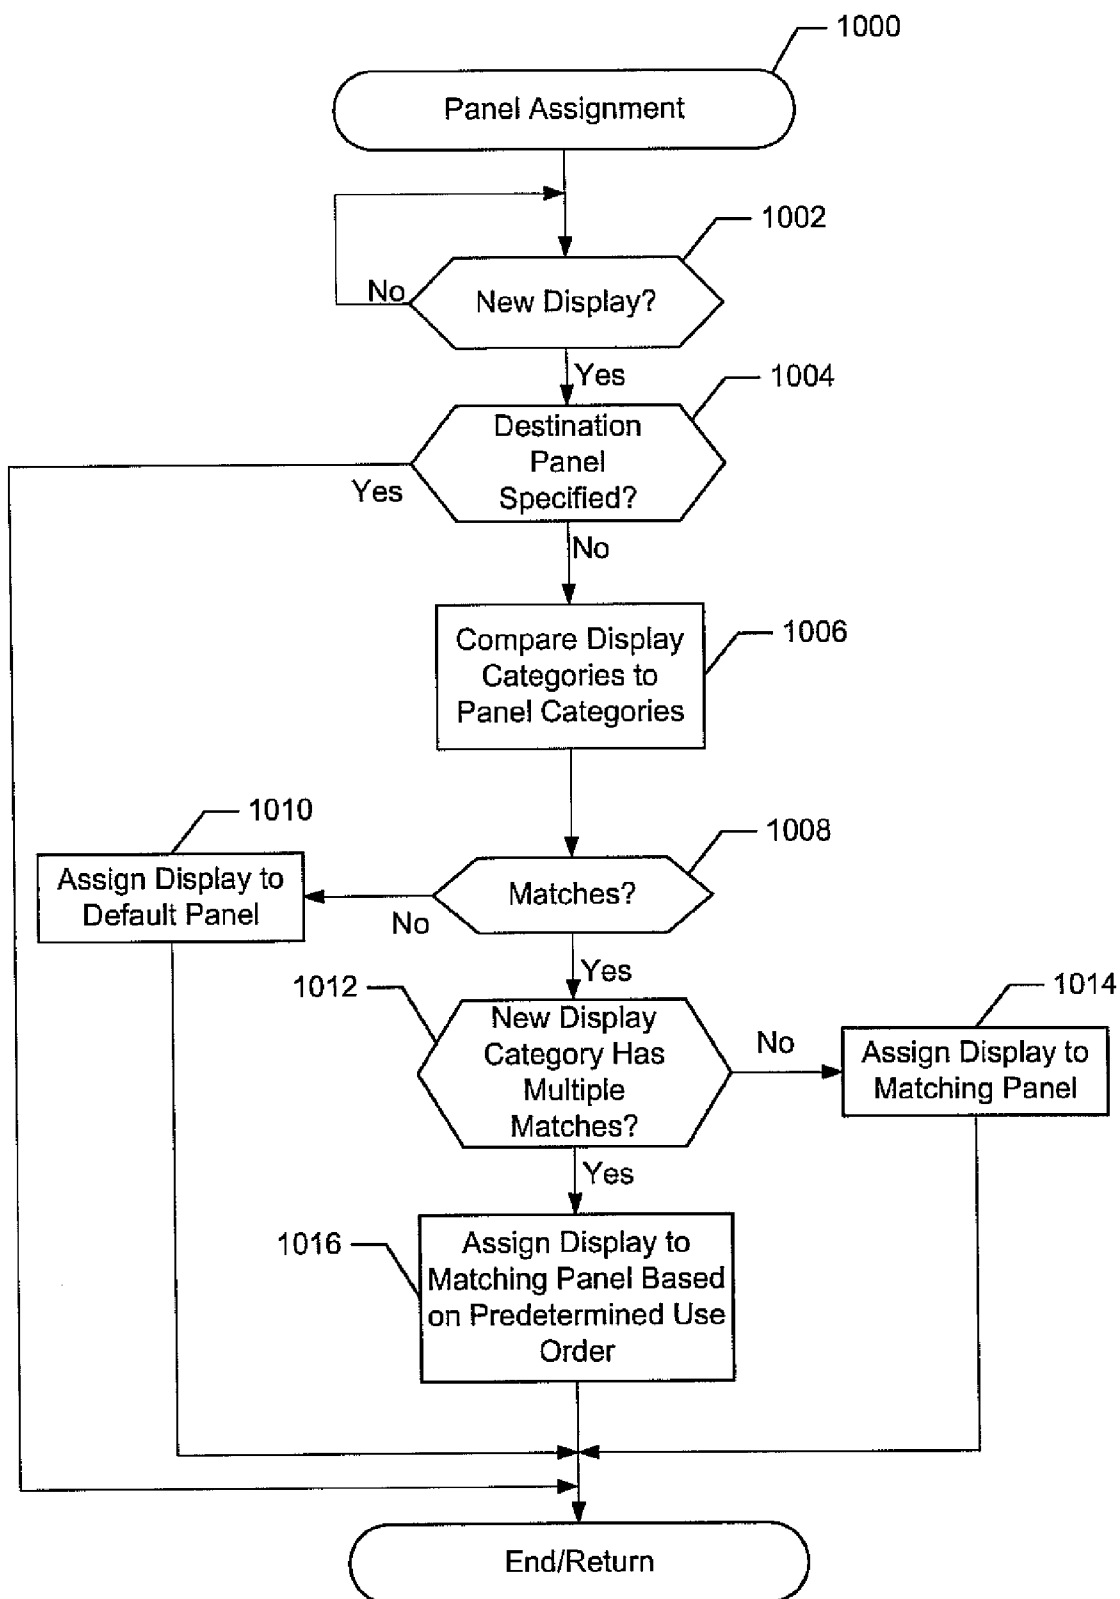 1000
Panel Assignment
1002
No
New Display?
Yes
1004
Destination
Panel
Specified?
Yes
No
1006
Compare Display
Categories to
Panel Categories
1010
1008
Assign Display to
Default Panel
Matches?
No
Yes
1012
1014
New Display
Category Has
Multiple
Matches?
No
Assign Display to
Matching Panel
Yes
1016
Assign Display to
Matching Panel Based
on Predetermined Use
Order
End/Return